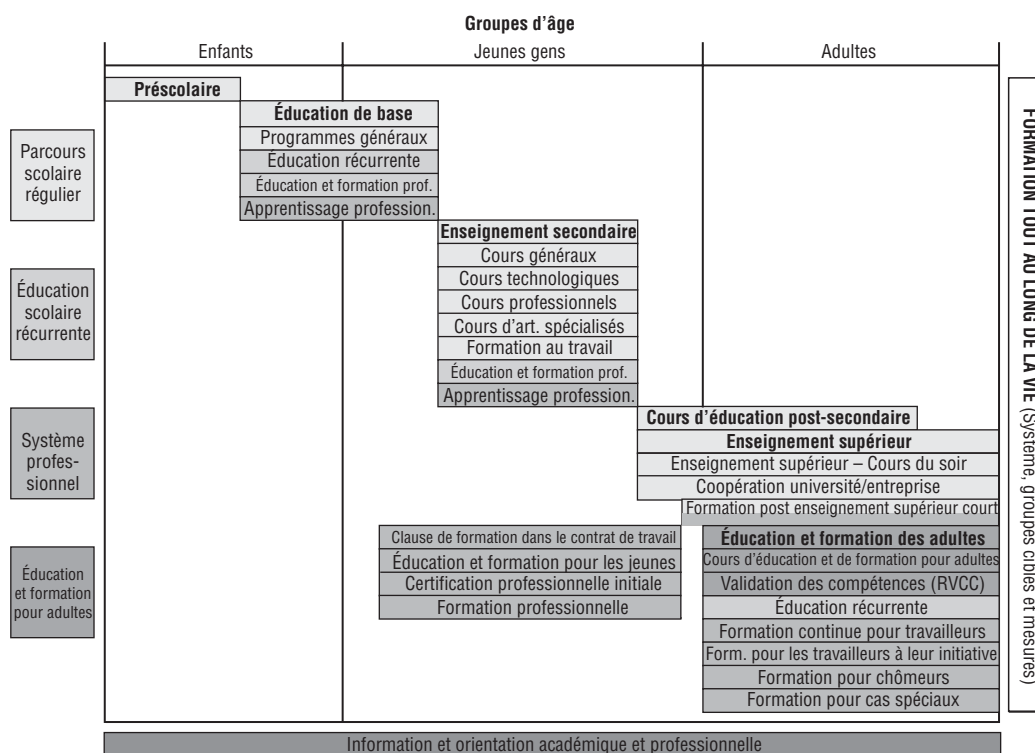 Groupes d'âge
Enfants
Jeunes gens
Adultes
Préscolaire
Éducation de base
Programmes généraux
Éducation récurrente
Éducation et formation prof.
Apprentissage profession.
Enseignement secondaire
Cours généraux
Cours technologiques
Cours professionnels
Cours d'art. spécialisés
Formation au travail
Éducation et formation prof.
Apprentissage profession.
Cours d'éducation post-secondaire
Enseignement supérieur
Enseignement supérieur – Cours du soir
Coopération université/entreprise
Formation post enseignement supérieur court
Clause de formation dans le contrat de travail
Éducation et formation pour les jeunes
Certification professionnelle initiale
Formation professionnelle
Éducation et formation des adultes
Cours d'éducation et de formation pour adultes
Validation des compétences (RVCC)
Éducation récurrente
Formation continue pour travailleurs
Form. pour les travailleurs à leur initiative
Formation pour chômeurs
Formation pour cas spéciaux
Parcours
scolaire
régulier
Éducation
scolaire
récurrente
Système
profes-
sionnel
Éducation
et formation
pour adultes
FORMATION TOUT AU LONG DE LA VIE (Système, groupes cibles et mesures)
Information et orientation académique et professionnelle